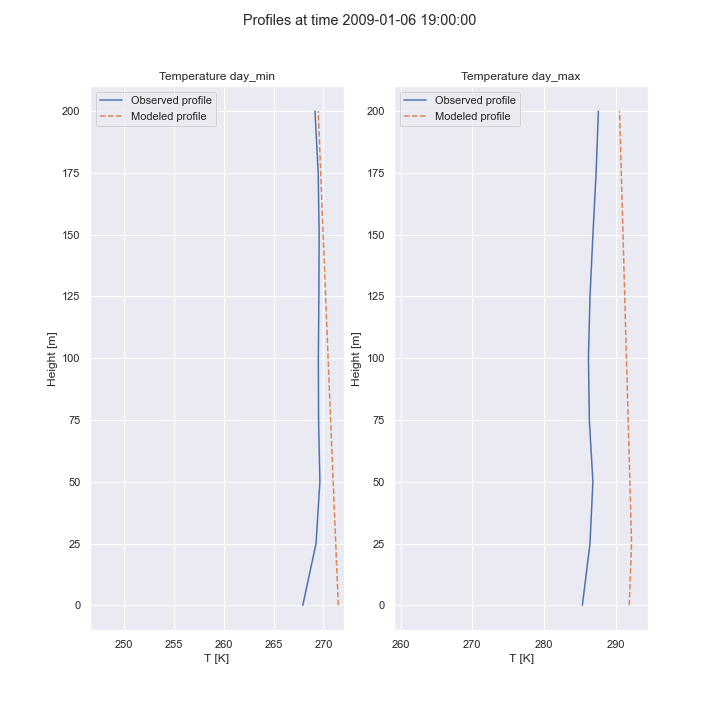 Profiles at time 2009-01-06 19:00:00
Temperature day_min
Observed profile
Modeled profile
200
175
150
125
100
75
50
25
0
Height [m]
250
255
260
265
270
T [K]
Temperature day_max
Observed profile
Modeled profile
200
175
150
125
100
75
50
25
0
Height [m]
260
270
280
290
T [K]